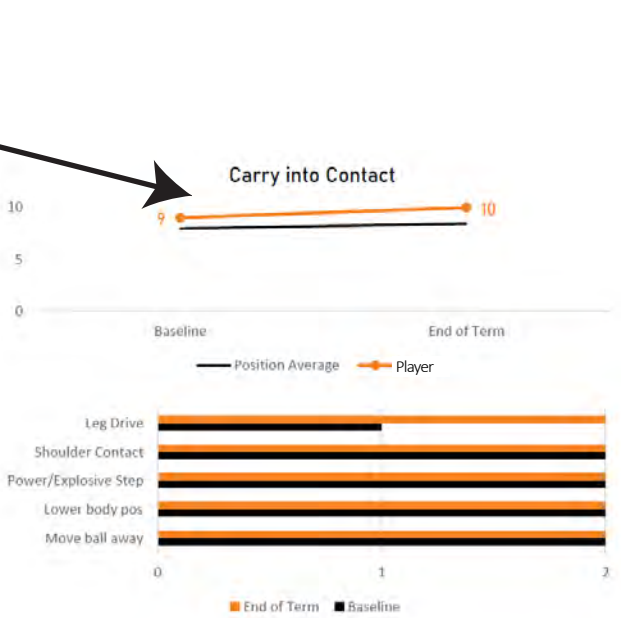 Carry into Contact
10
9
10
5
0
Baseline
End of Term
Position Average
Player
Leg Drive
Shoulder Contact
Power/Explosive Step
Lower body pos
Move ball away
0
1
2
End of Term
Baseline